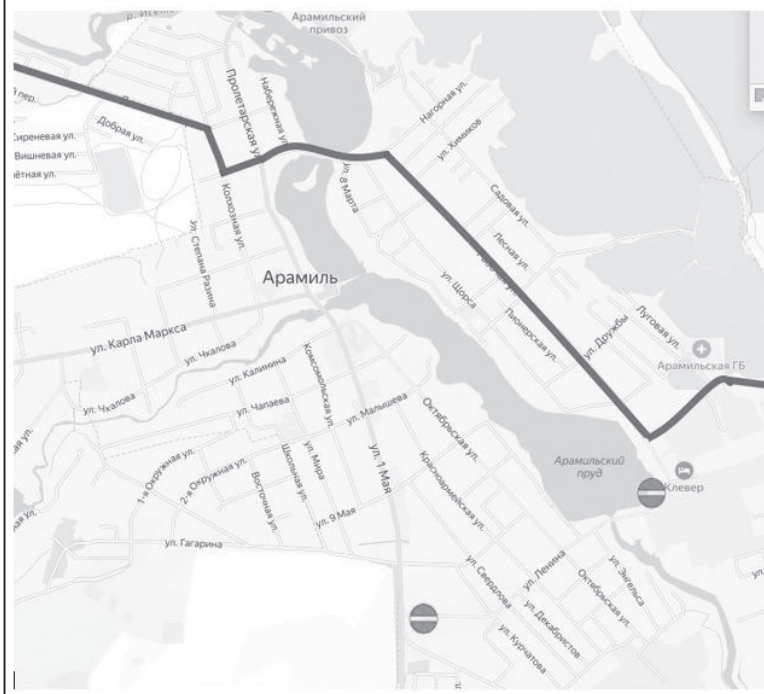 р. Исеть
Арамильский
привоз
пер.
Пролетарская ул.
Набережная ул.
Нагорная ул.
ул. Химиков
Добрая ул.
Сиреневая ул.
Вишневая ул.
Колхозная ул.
ул. 8 Марта
Садовая ул.
Лесная ул.
Ул. Степана Разина
Арамиль
ул. Щорса
Пионерская ул.
ул. Дружбы
Луговая ул.
Арамильская ГБ
ул. Карла Маркса
ул. Чкалова
ул. Калинина
Комсомольская ул.
ул. Чкалова
ул. Чапаева
ул. Малышева
Октябрьская ул.
ул. 1 Мая
Красноармейская ул.
Арамильский
пруд
Клевер
1-я Окружная ул.
2-я Окружная ул.
Школьная ул.
ул. Мира
Восточная ул.
ул. 9 Мая
ул. Гагарина
ул. Ленина
ул. Свердлова
ул. Энгельса
Октябрьская ул.
ул. Декабристов
ул. Курчатова